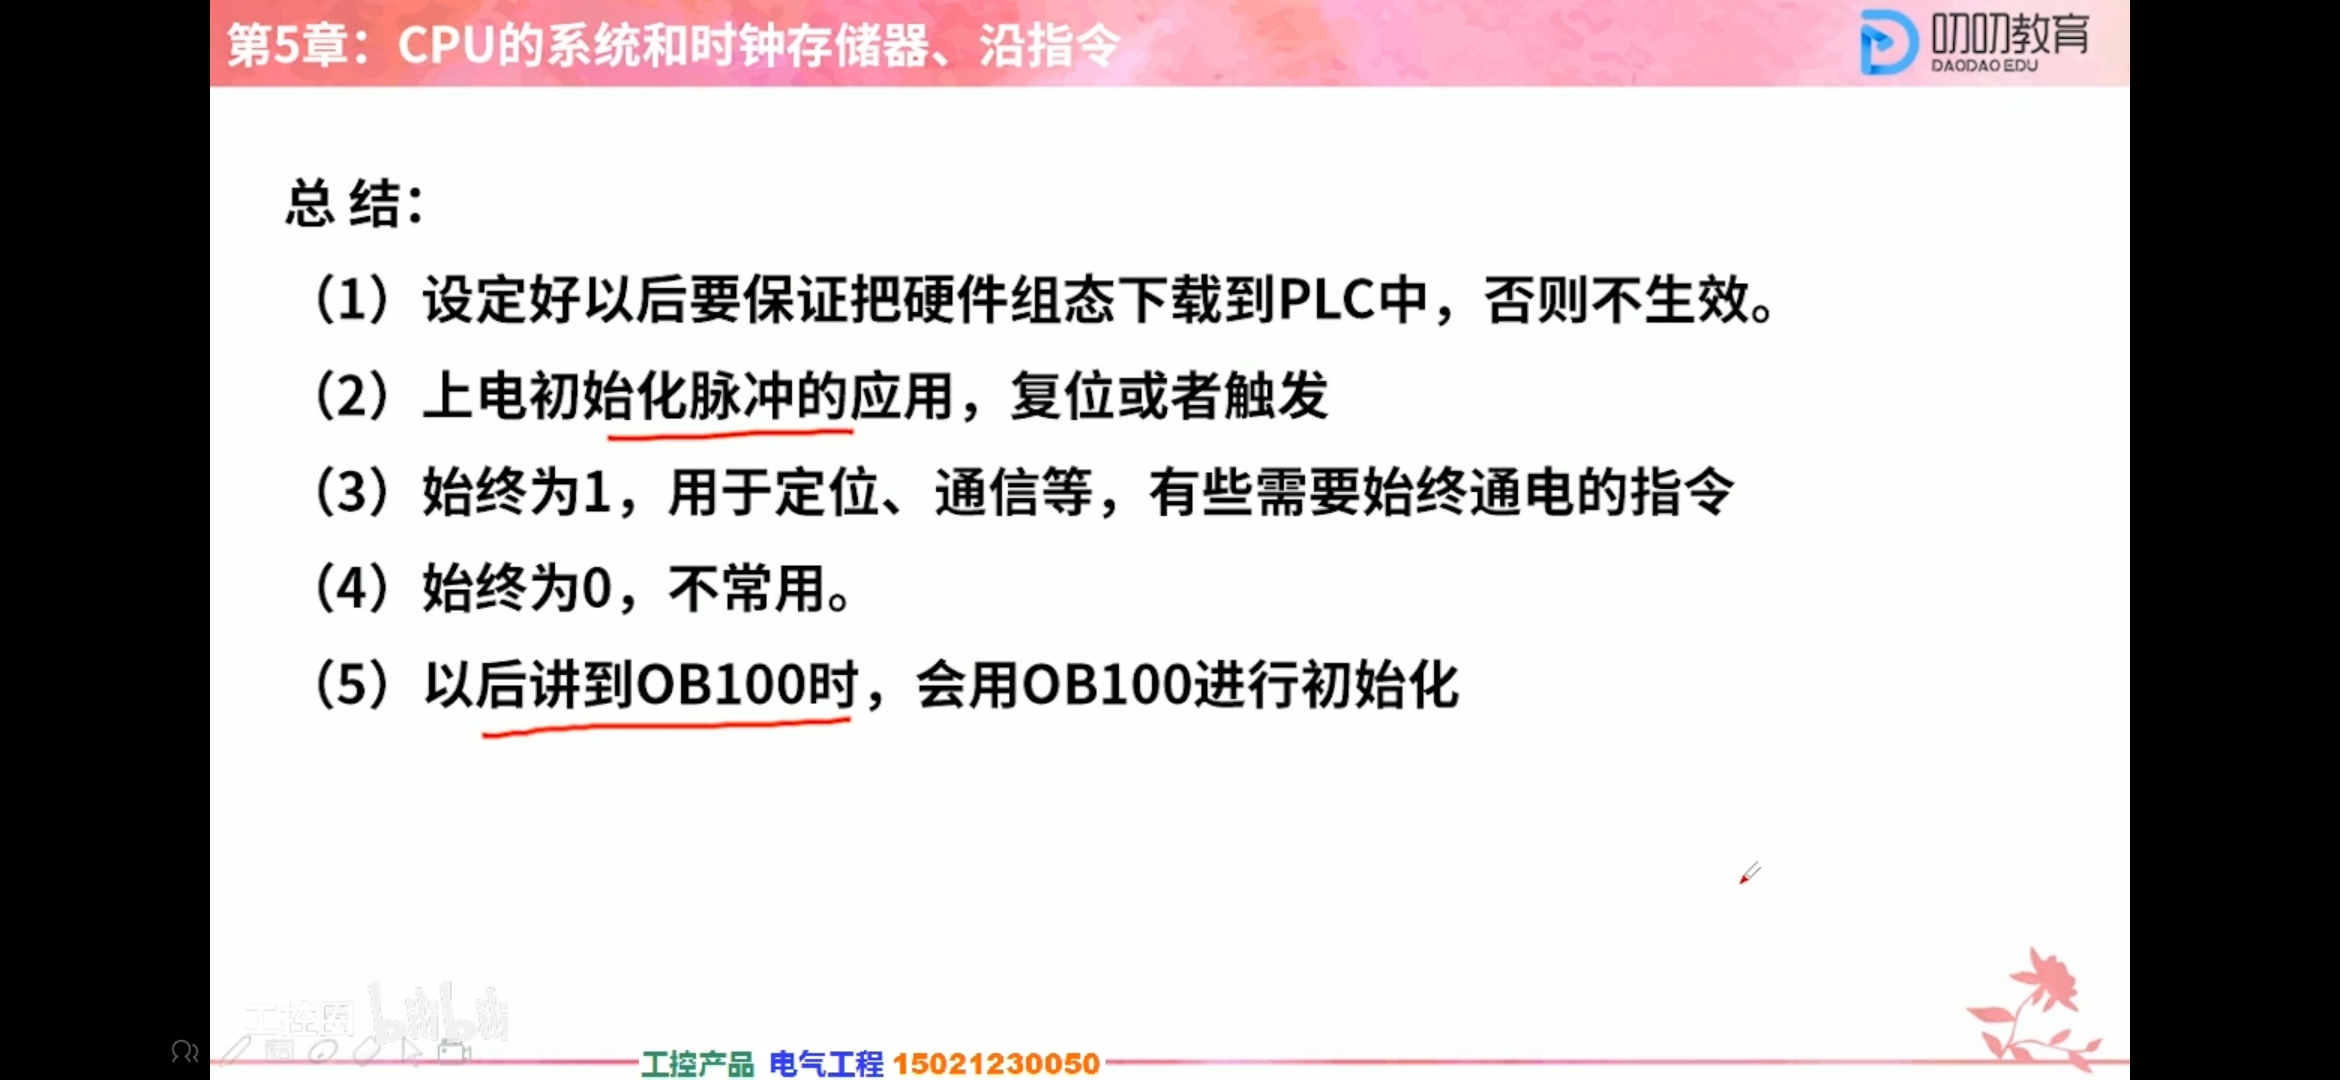 第5章：CPU的系统和时钟存储器、沿指令
叨叨教育
DAODAO EDU
总 结：
（1）设定好以后要保证把硬件组态下载到PLC中，否则不生效。
（2）上电初始化脉冲的应用，复位或者触发
（3）始终为1，用于定位、通信等，有些需要始终通电的指令
（4）始终为0，不常用。
（5）以后讲到OB100时，会用OB100进行初始化
工控圈 bilibili
工控产品 电气工程 15021230050